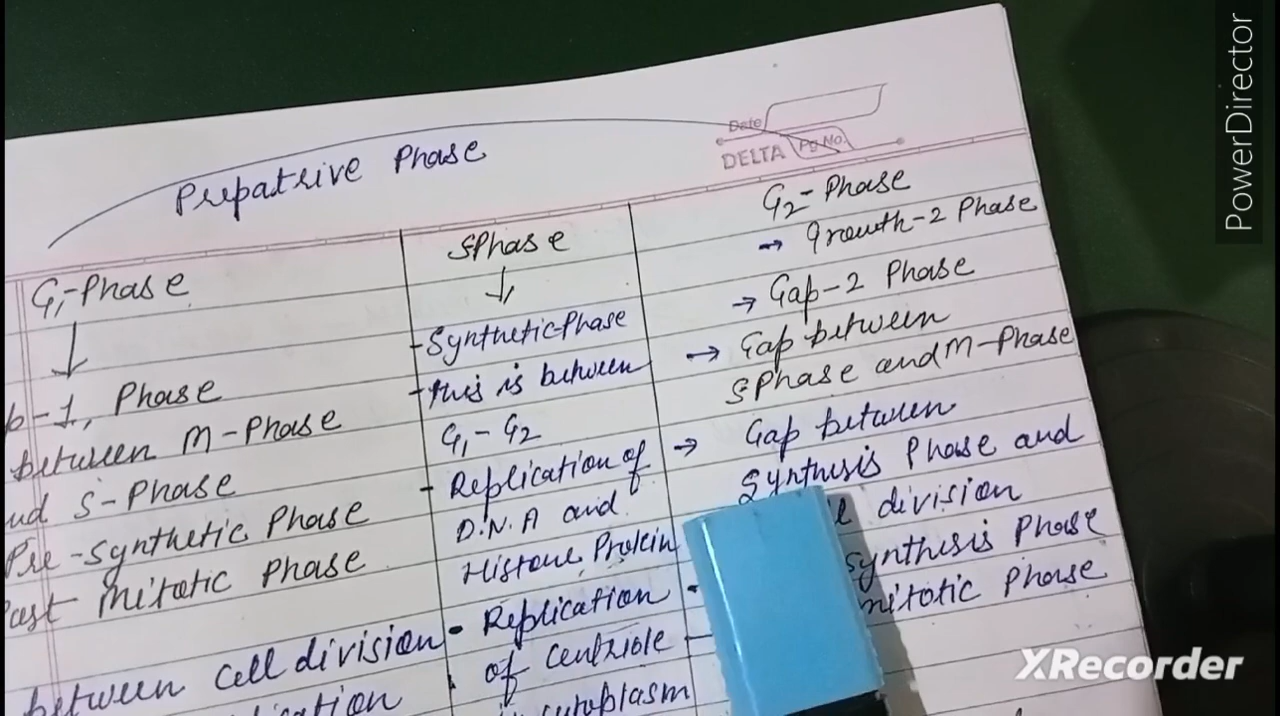 PowerDirector
Date
DELTA Pg No.
Prepatrive Phase
G1-Phase
-1, Phase
between M-Phase
S-Phase
Pre-Synthetic Phase
Past mitotic Phase
between cell division
SPhase
- Synthetic-Phase
- this is between
G1-G2
- Replication of
D.N.A and
Histone Protein
• Replication
of centriole
cytoplasm
G2-Phase
→ Growth-2 Phase
→ Gap-2 Phase
→ Gap between
SPhase and M-Phase
→ Gap between
Synthesis Phase and
division
synthesis Phase
mitotic Phase
XRecorder